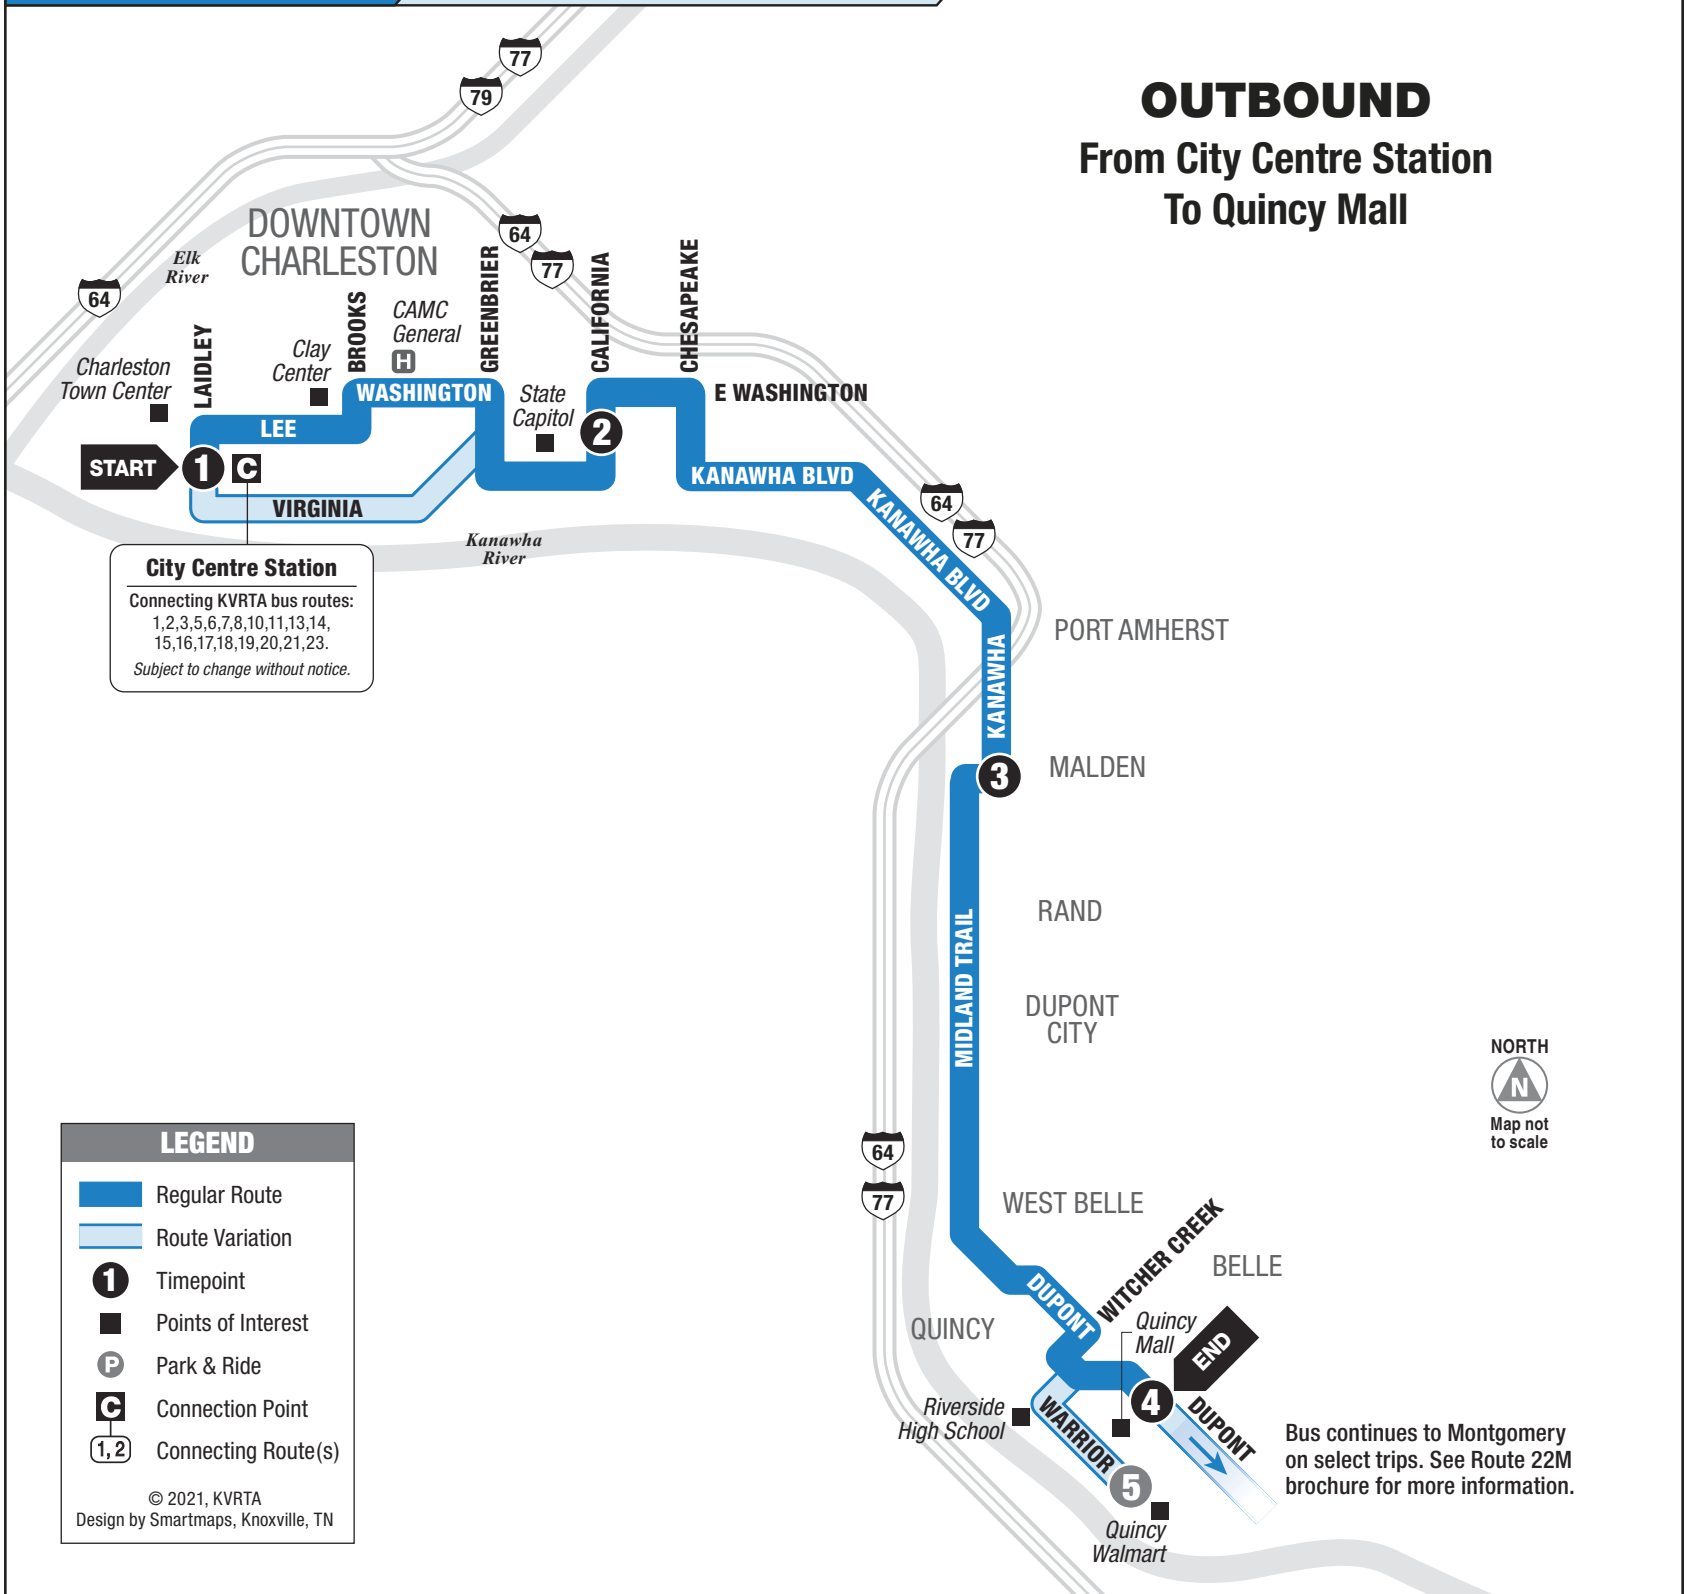 OUTBOUND
From City Centre Station
To Quincy Mall
77
79
DOWNTOWN
CHARLESTON
Elk
River
64
64
77
LAIDLEY
BROOKS
GREENBRIER
CALIFORNIA
CHESAPEAKE
CAMC
General
H
Clay
Center
Charleston
Town Center
WASHINGTON
State
Capitol
E WASHINGTON
LEE
2
START
1
C
VIRGINIA
KANAWHA BLVD
KANAWHA BLVD
64
77
Kanawha
River
City Centre Station
Connecting KVRTA bus routes:
1,2,3,5,6,7,8,10,11,13,14,
15,16,17,18,19,20,21,23.
Subject to change without notice.
KANAWHA
PORT AMHERST
3
MALDEN
RAND
MIDLAND TRAIL
DUPONT
CITY
NORTH
N
Map not
to scale
64
77
WEST BELLE
WITCHER CREEK
BELLE
DUPONT
QUINCY
Quincy
Mall
END
4
DUPONT
Riverside
High School
WARRIOR
5
Quincy
Walmart
Bus continues to Montgomery
on select trips. See Route 22M
brochure for more information.
LEGEND
Regular Route
Route Variation
1 Timepoint
Points of Interest
P Park & Ride
C Connection Point
1, 2 Connecting Route(s)
© 2021, KVRTA
Design by Smartmaps, Knoxville, TN